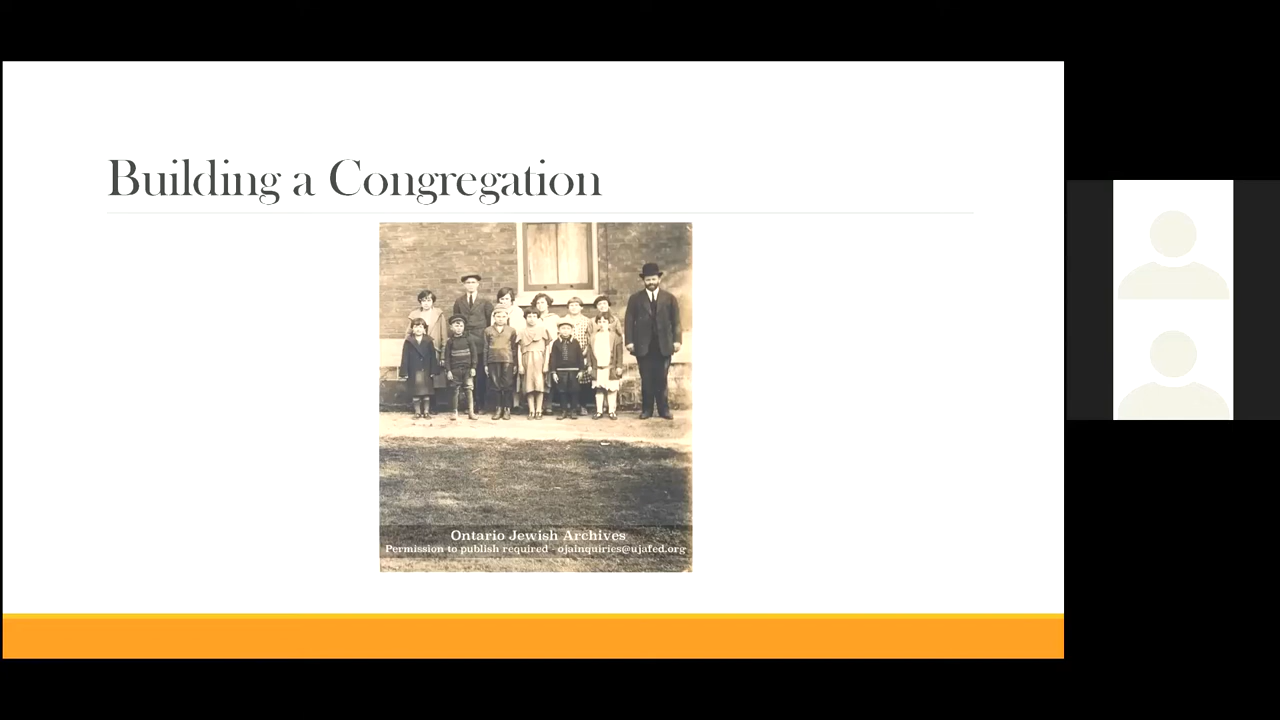 Building a Congregation
Ontario Jewish Archives
Permission to publish required - ojainquiries@ujafed.org